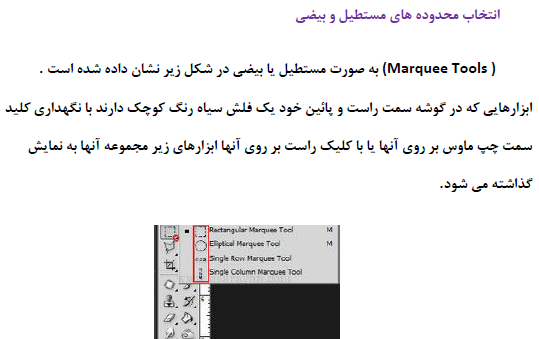 انتخاب محدوده های مستطیل و بیضی
( Marquee Tools) به صورت مستطیل یا بیضی در شکل زیر نشان داده شده است .
ابزارهایی که در گوشه سمت راست و پائین خود یک فلش سیاه رنگ کوچک دارند با نگهداری کلید
سمت چپ ماوس بر روی آنها یا با کلیک راست بر روی آنها ابزارهای زیر مجموعه آنها به نمایش
گذاشته می شود.
Rectangular Marquee Tool M
Elliptical Marquee Tool M
Single Row Marquee Tool
Single Column Marquee Tool